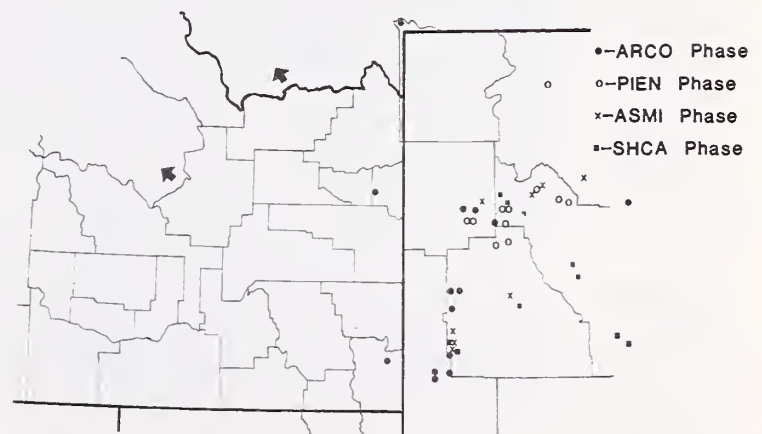 ●-ARCO Phase
○-PIEN Phase
x-ASMI Phase
▪-SHCA Phase